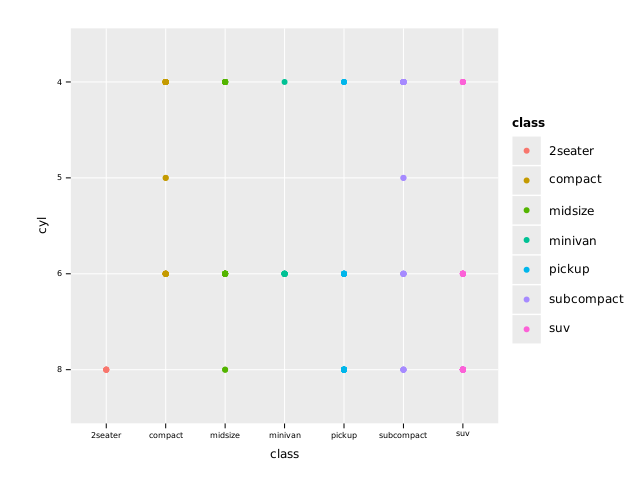 4
5
6
8
cyl
2seater
compact
midsize
minivan
pickup
subcompact
suv
class
class
2seater
compact
midsize
minivan
pickup
subcompact
suv